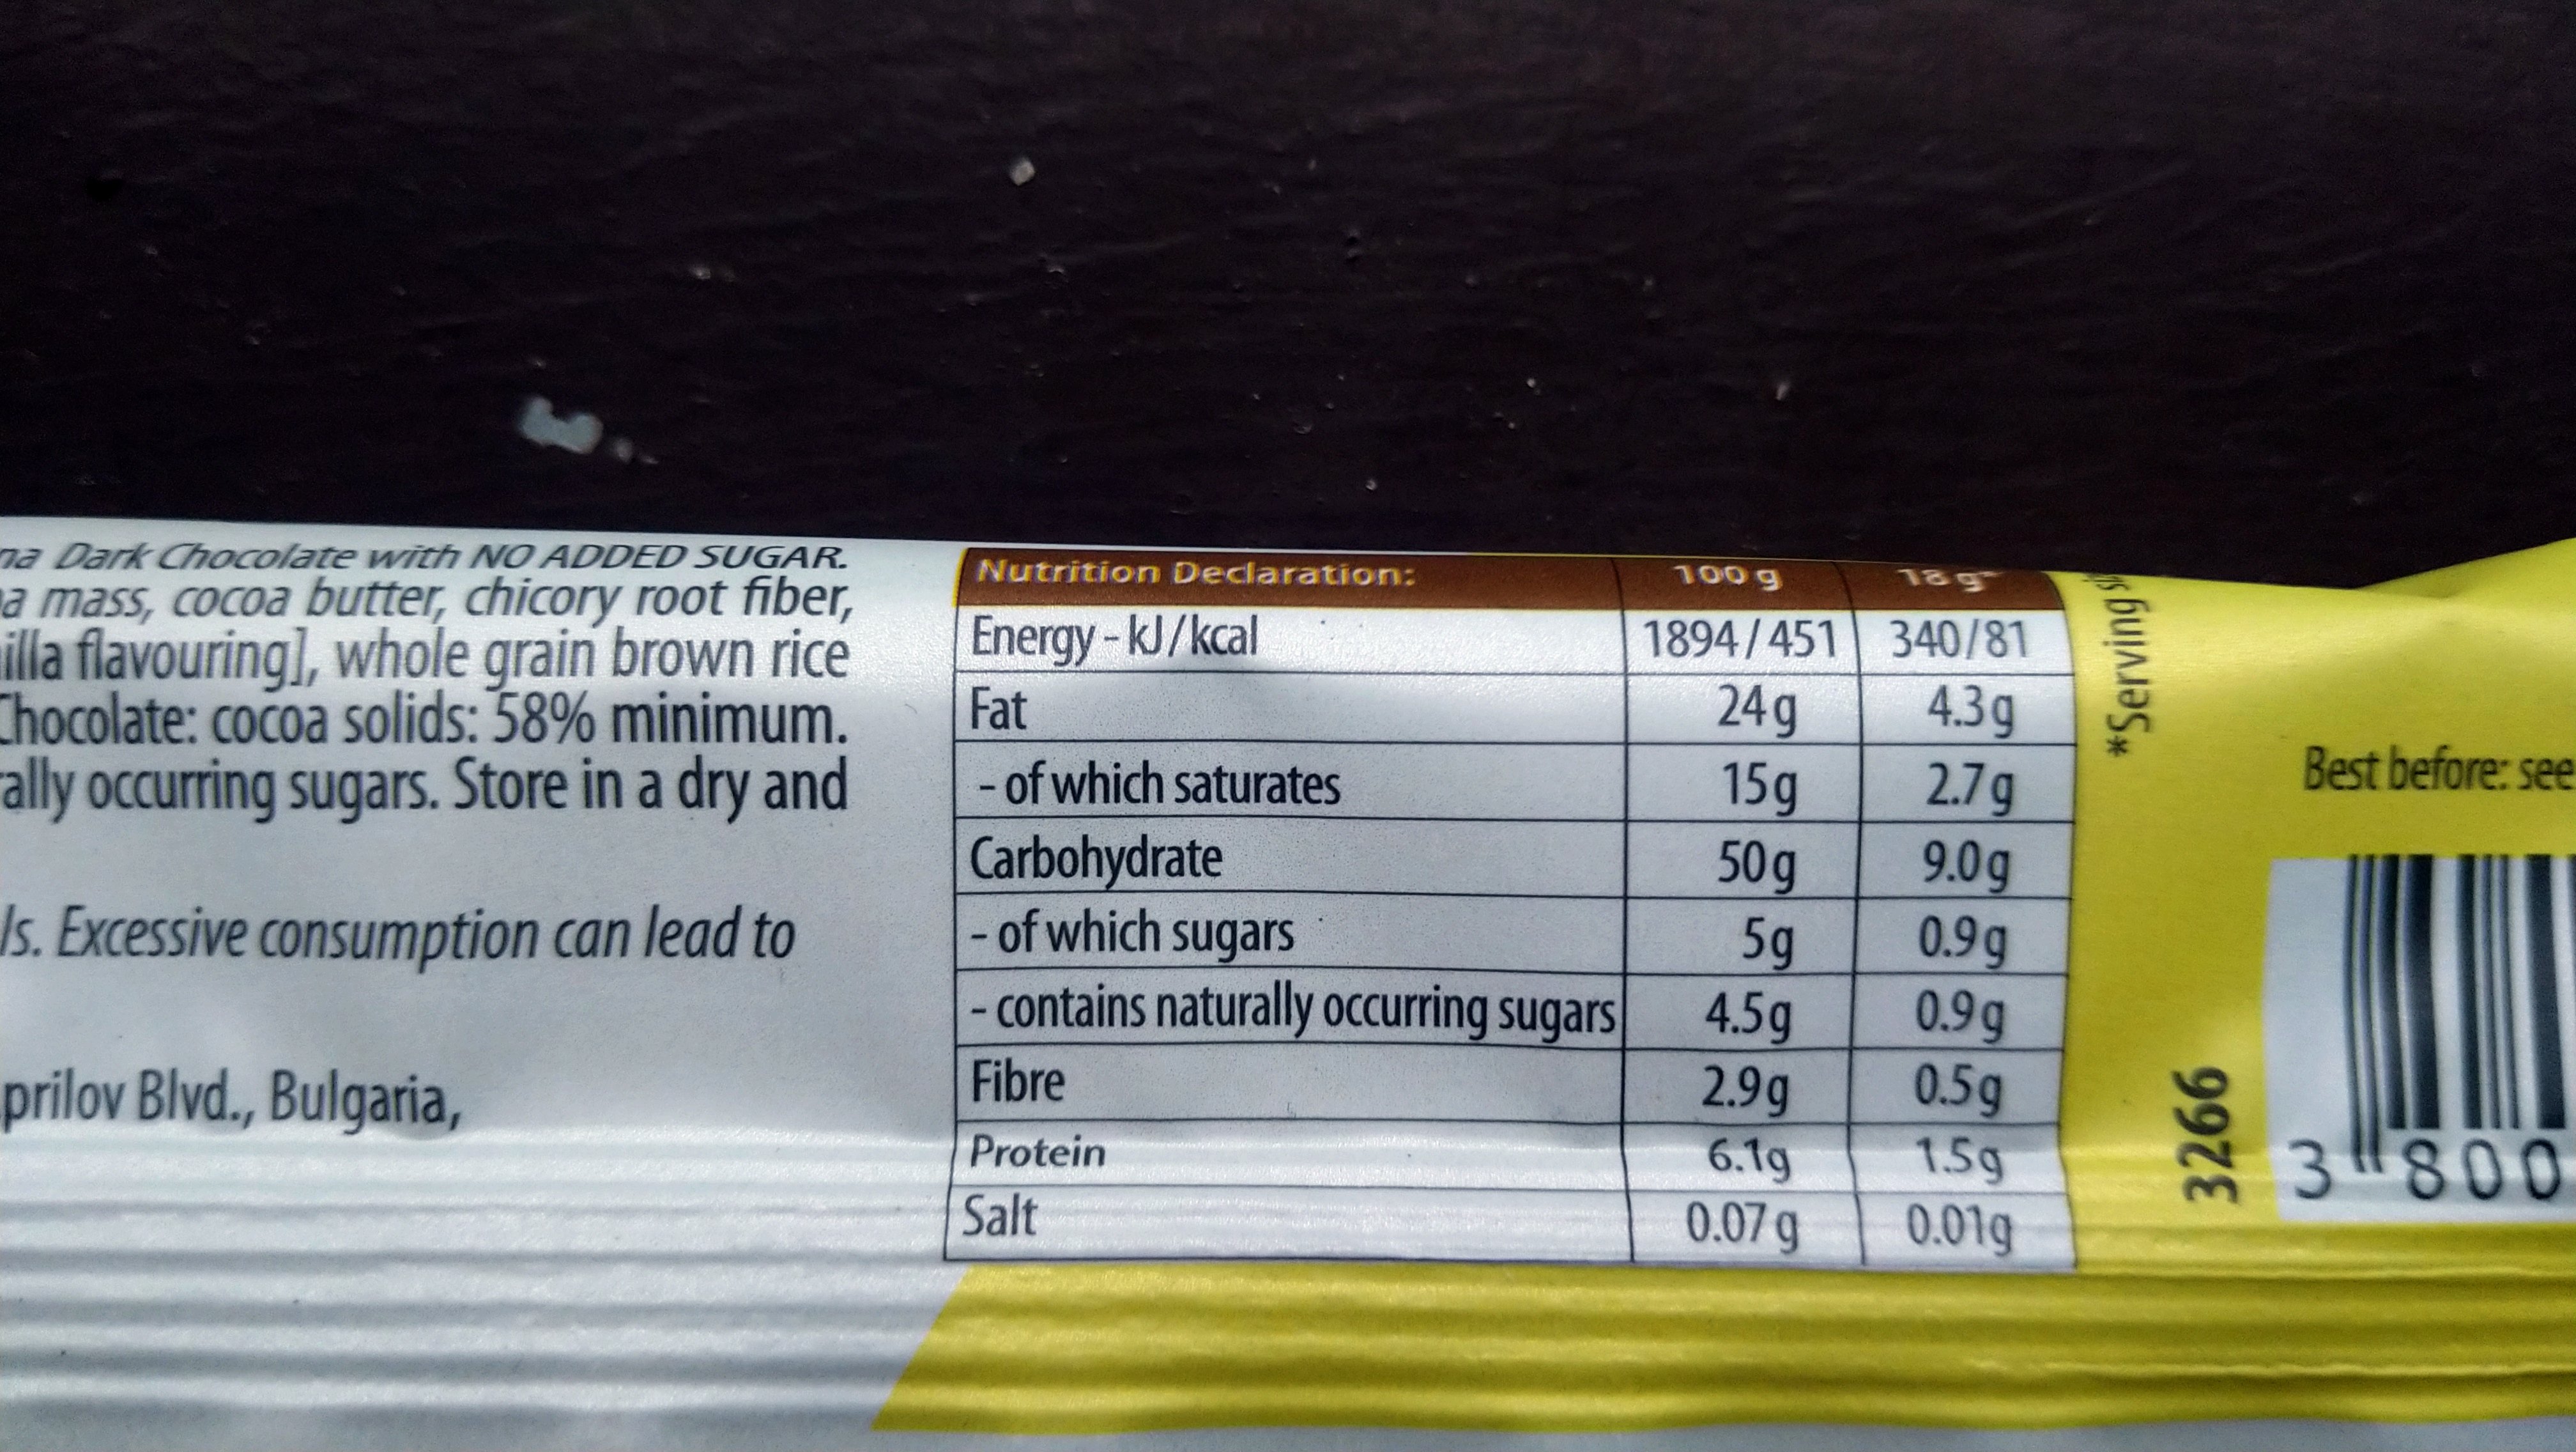 na Dark Chocolate with NO ADDED SUGAR.
a mass, cocoa butter, chicory root fiber,
illa flavouring], whole grain brown rice
Chocolate: cocoa solids: 58% minimum.
rally occurring sugars. Store in a dry and
ls. Excessive consumption can lead to
prilov Blvd., Bulgaria,
Nutrition Declaration: 100 g 18 g*
Energy - kJ/kcal 1894/451 340/81
Fat 24g 4.3g
- of which saturates 15g 2.7g
Carbohydrate 50g 9.0g
- of which sugars 5g 0.9g
- contains naturally occurring sugars 4.5g 0.9g
Fibre 2.9g 0.5g
Protein 6.1g 1.5g
Salt 0.07g 0.01g
*Serving
3266
Best before: see
3 800